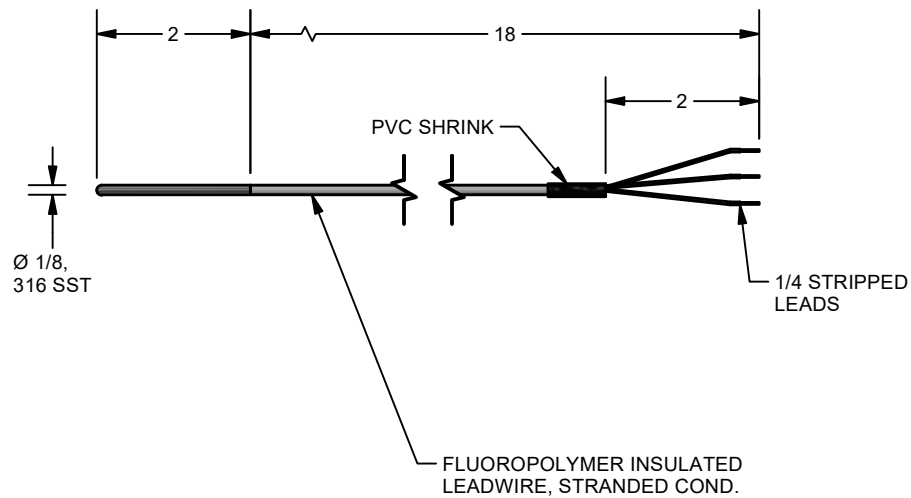 2
18
2
PVC SHRINK
Ø 1/8,
316 SST
1/4 STRIPPED
LEADS
FLUOROPOLYMER INSULATED
LEADWIRE, STRANDED COND.